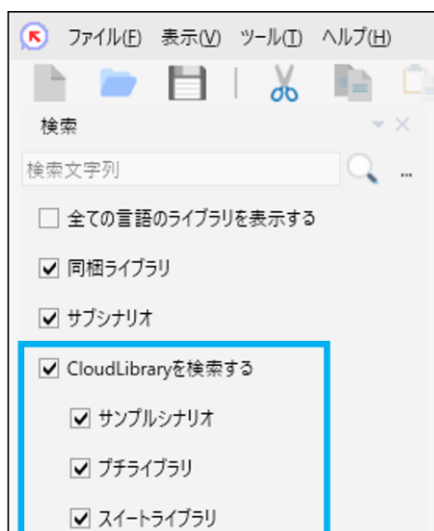 ファイル(F) 表示(V) ツール(T) ヘルプ(H)
検索
検索文字列 ...
全ての言語のライブラリを表示する
同梱ライブラリ
サブシナリオ
CloudLibraryを検索する
サンプルシナリオ
プチライブラリ
スイートライブラリ